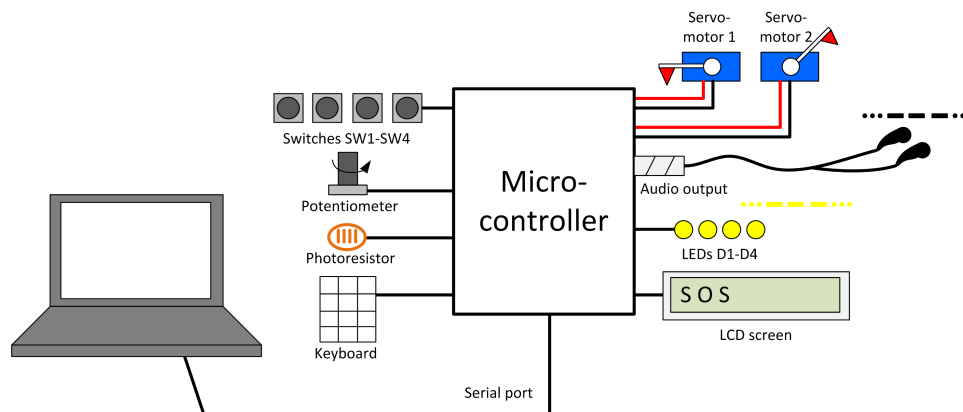 Servo-
motor 1
Servo-
motor 2
Switches SW1-SW4
Potentiometer
Photoresistor
Keyboard
Micro-
controller
Audio output
LEDs D1-D4
S O S
LCD screen
Serial port